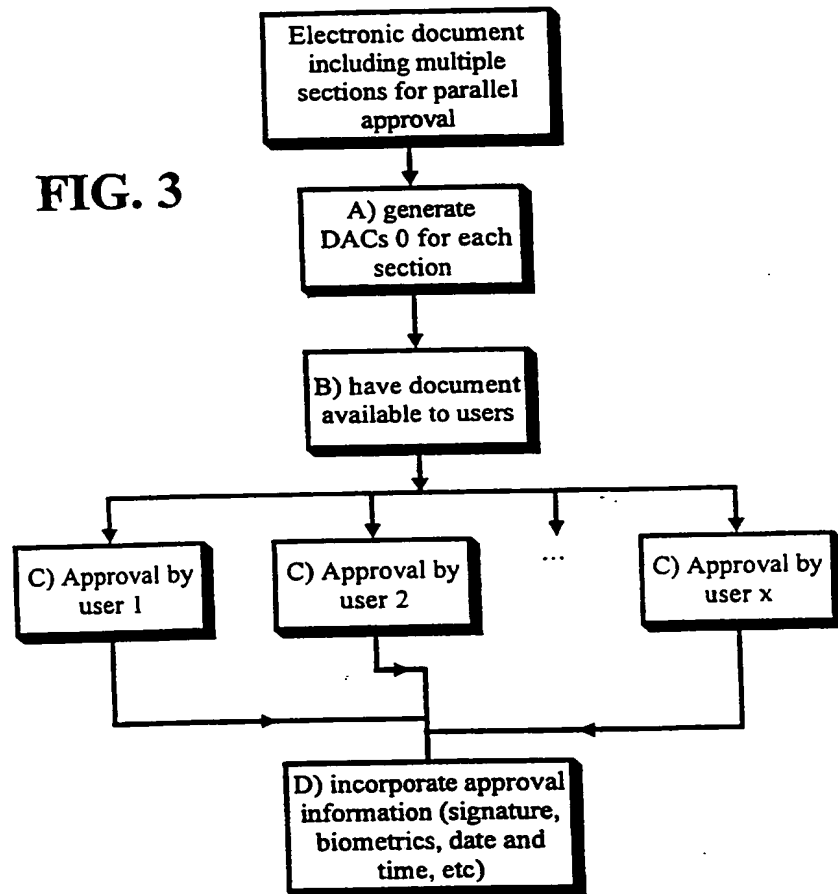 Electronic document
including multiple
sections for parallel
approval
FIG. 3
A) generate
DACs 0 for each
section
B) have document
available to users
C) Approval by
user 1
C) Approval by
user 2
...
C) Approval by
user x
D) incorporate approval
information (signature,
biometrics, date and
time, etc)